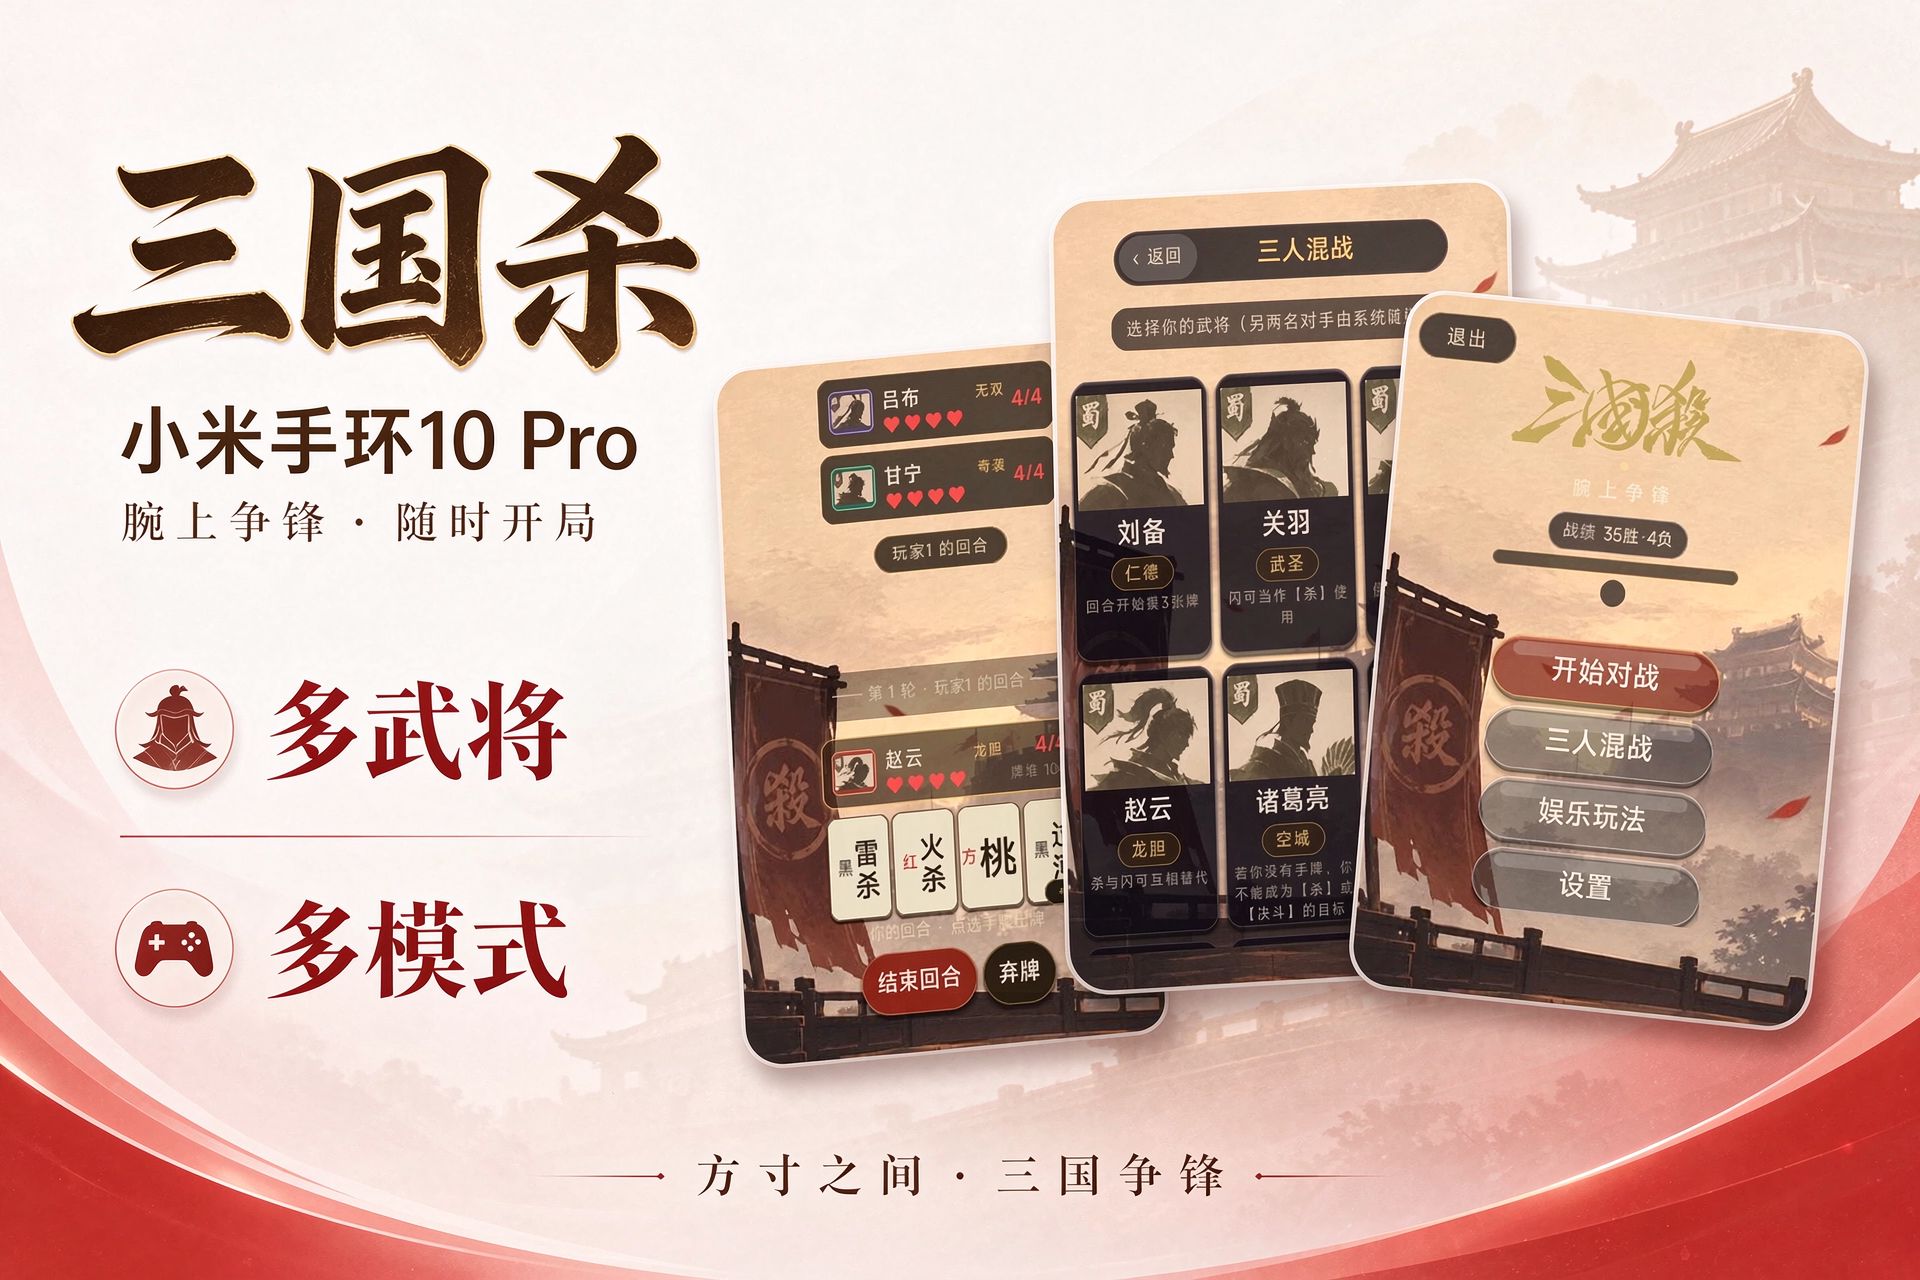 三国杀
小米手环10 Pro
腕上争锋 · 随时开局
多武将
多模式
吕布
无双
4/4
甘宁
奇袭
4/4
玩家1 的回合
第 1 轮 · 玩家1 的回合
赵云
龙胆
4/4
牌堆 10
黑 雷杀
红 火杀
方 桃
黑
你的回合 · 点选手牌出牌
结束回合
弃牌
‹ 返回
三人混战
选择你的武将（另两名对手由系统随
蜀
蜀
蜀
刘备
关羽
仁德
武圣
回合开始摸3张牌
闪可当作【杀】使
用
蜀
蜀
赵云
诸葛亮
龙胆
空城
杀与闪可互相替代
若你没有手牌，你
不能成为【杀】或
【决斗】的目标
退出
三國殺
腕上争锋
战绩 35胜·4负
殺
开始对战
三人混战
娱乐玩法
设置
殺
方寸之间 · 三国争锋